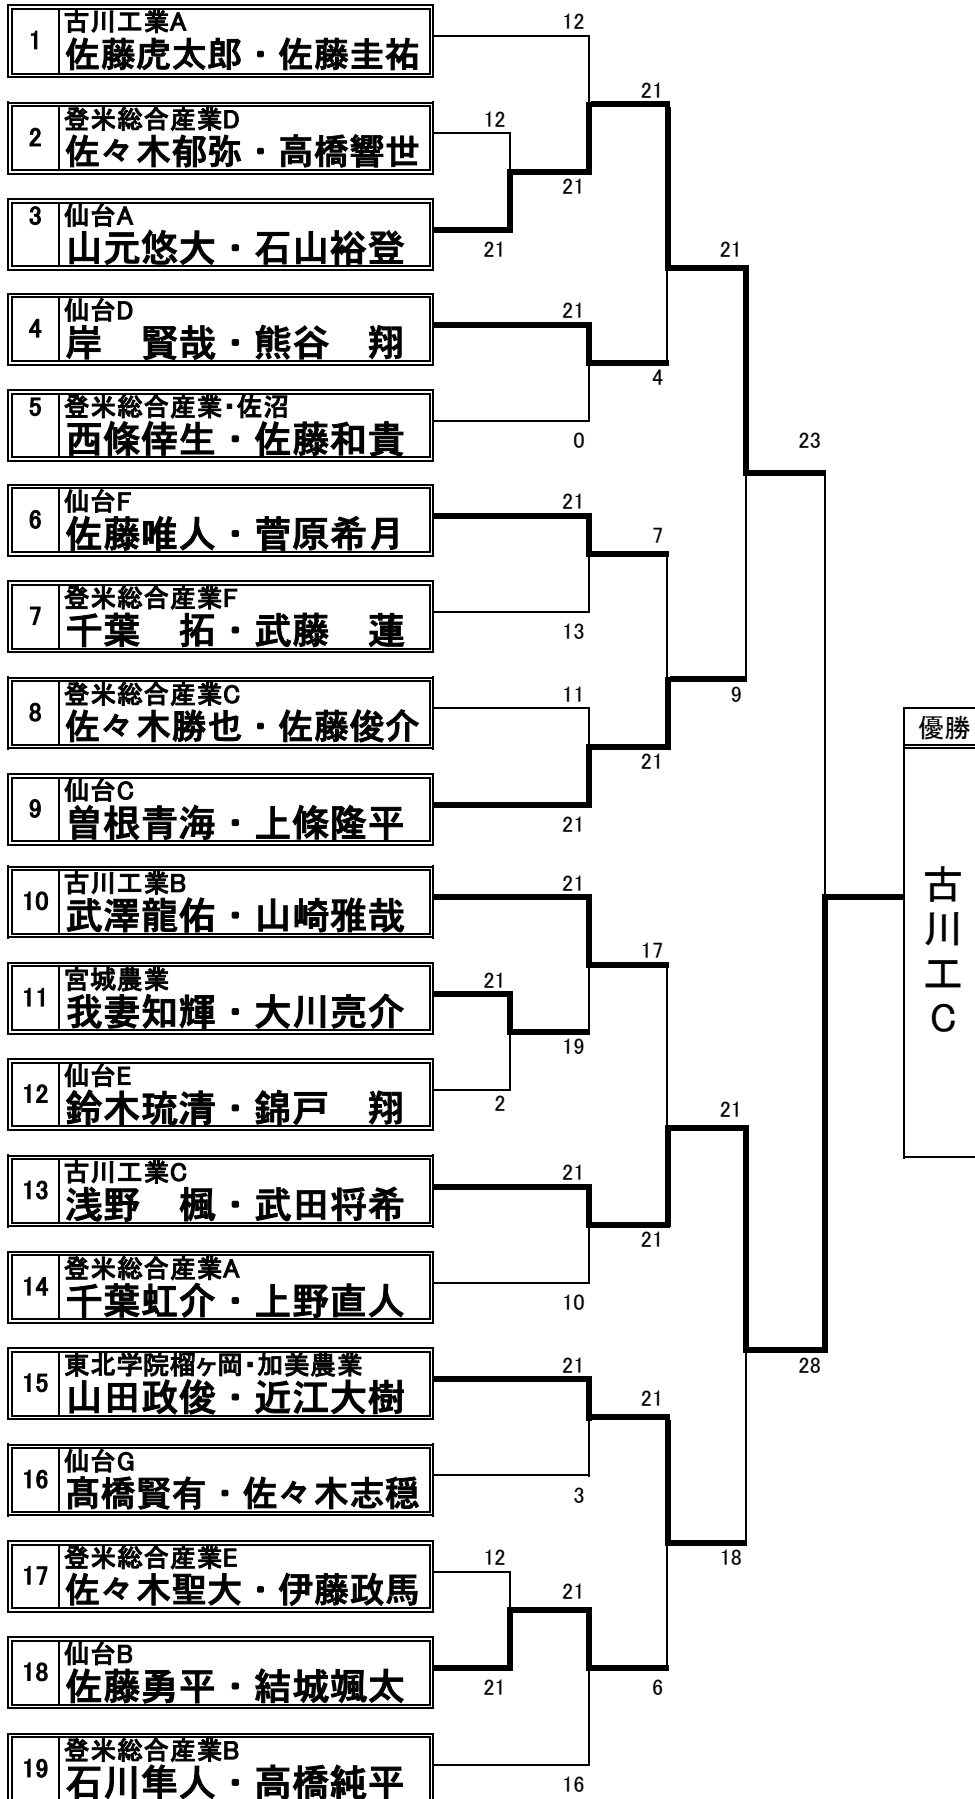 古川工業A
1
佐藤虎太郎・佐藤圭祐
12
21
登米総合産業D
2
佐々木郁弥・高橋響世
12
21
仙台A
3
山元悠大・石山裕登
21
21
仙台D
4
岸　賢哉・熊谷　翔
21
4
登米総合産業・佐沼
5
西條倖生・佐藤和貴
0
23
仙台F
6
佐藤唯人・菅原希月
21
7
登米総合産業F
7
千葉　拓・武藤　蓮
13
登米総合産業C
8
佐々木勝也・佐藤俊介
11
9
21
仙台C
9
曽根青海・上條隆平
21
優勝
古川工C
古川工業B
10
武澤龍佑・山崎雅哉
21
17
宮城農業
11
我妻知輝・大川亮介
21
19
仙台E
12
鈴木琉清・錦戸　翔
2
21
古川工業C
13
浅野　楓・武田将希
21
21
登米総合産業A
14
千葉虹介・上野直人
10
28
東北学院榴ヶ岡・加美農業
15
山田政俊・近江大樹
21
21
仙台G
16
髙橋賢有・佐々木志穏
3
18
登米総合産業E
17
佐々木聖大・伊藤政馬
12
21
仙台B
18
佐藤勇平・結城颯太
21
6
登米総合産業B
19
石川隼人・高橋純平
16